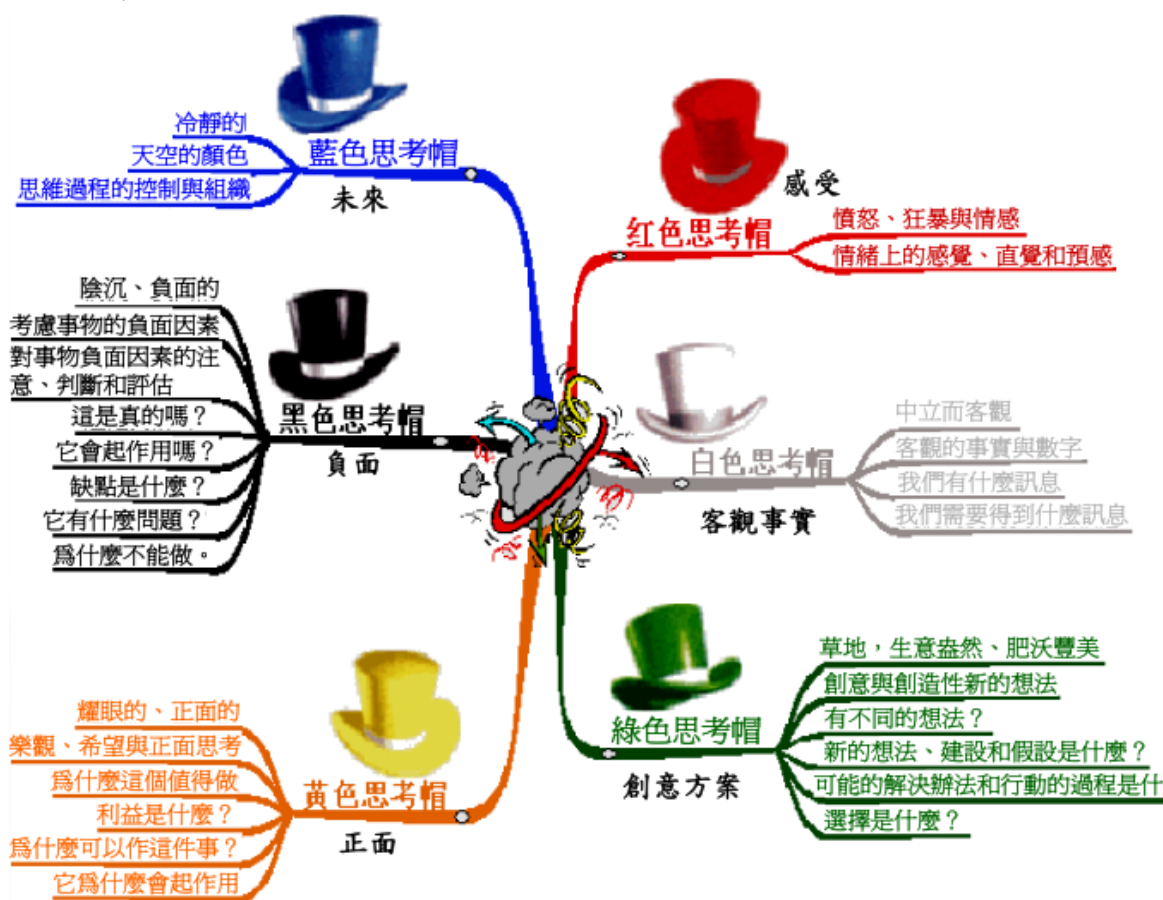 藍色思考帽
未來
冷靜的
天空的顏色
思維過程的控制與組織
感受
红色思考帽
憤怒、狂暴與情感
情緒上的感覺、直覺和預感
黑色思考帽
負面
陰沉、負面的
考慮事物的負面因素
對事物負面因素的注
意、判斷和評估
這是真的嗎？
它會起作用嗎？
缺點是什麼？
它有什麼問題？
爲什麼不能做。
白色思考帽
客觀事實
中立而客觀
客觀的事實與數字
我們有什麼訊息
我們需要得到什麼訊息
黄色思考帽
正面
耀眼的、正面的
樂觀、希望與正面思考
爲什麼這個値得做
利益是什麼？
爲什麼可以作這件事？
它爲什麼會起作用
綠色思考帽
創意方案
草地，生意盎然、肥沃豐美
創意與創造性新的想法
有不同的想法？
新的想法、建設和假設是什麼？
可能的解決辦法和行動的過程是什
選擇是什麼？